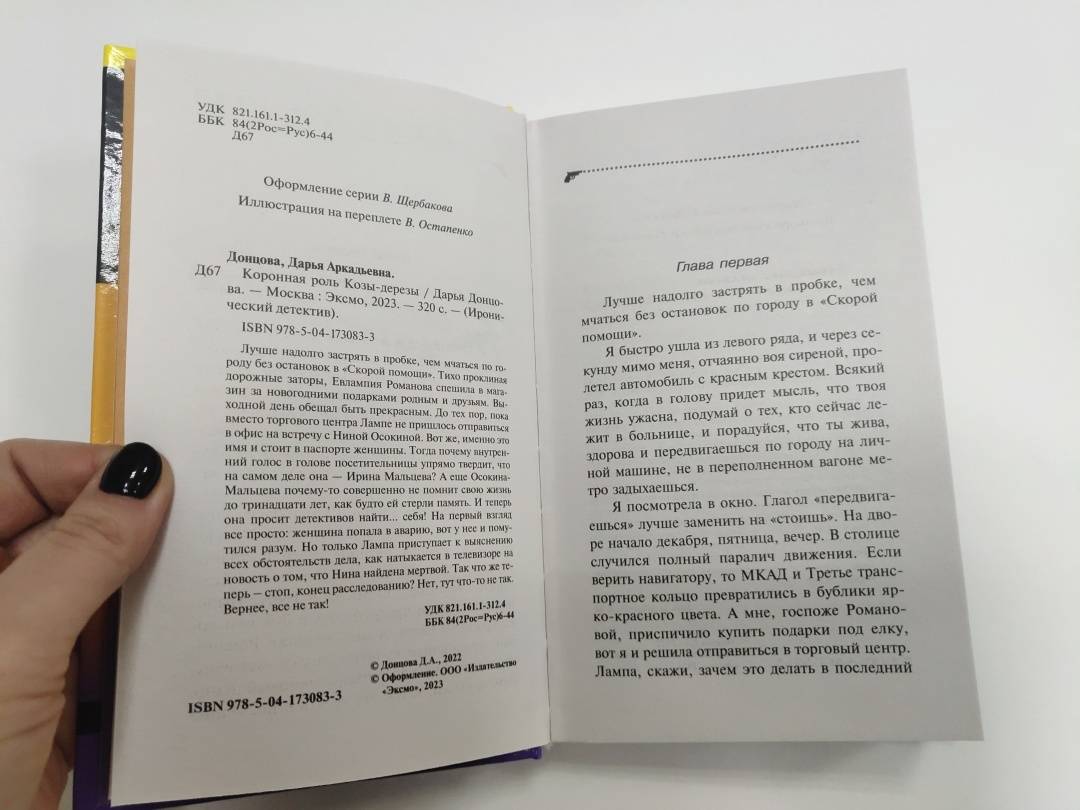 УДК 821.161.1-312.4
ББК 84(2Рос=Рус)6-44
Д67
Оформление серии В. Щербакова
Иллюстрация на переплете В. Остапенко
Донцова, Дарья Аркадьевна.
Д67 Коронная роль Козы-дерезы / Дарья Донцо-
ва. — Москва : Эксмо, 2023. — 320 с. — (Ирони-
ческий детектив).
ISBN 978-5-04-173083-3
Лучше надолго застрять в пробке, чем мчаться по го-
роду без остановок в «Скорой помощи». Тихо проклиная
дорожные заторы, Евлампия Романова спешила в мага-
зин за новогодними подарками родным и друзьям. Вы-
ходной день обещал быть прекрасным. До тех пор, пока
вместо торгового центра Лампе не пришлось отправиться
в офис на встречу с Ниной Осокиной. Вот же, именно это
имя и стоит в паспорте женщины. Тогда почему внутрен-
ний голос в голове посетительницы упрямо твердит, что
на самом деле она — Ирина Мальцева? А еще Осокина-
Мальцева почему-то совершенно не помнит свою жизнь
до тринадцати лет, как будто ей стерли память. И теперь
она просит детективов найти... себя! На первый взгляд
все просто: женщина попала в аварию, вот у нее и пому-
тился разум. Но только Лампа приступает к выяснению
всех обстоятельств дела, как натыкается в телевизоре на
новость о том, что Нина найдена мертвой. Так что же те-
перь — стоп, конец расследованию? Нет, тут что-то не так.
Вернее, все не так!
УДК 821.161.1-312.4
ББК 84(2Рос=Рус)6-44
© Донцова Д.А., 2022
© Оформление. ООО «Издательство
«Эксмо», 2023
ISBN 978-5-04-173083-3
Глава первая
Лучше надолго застрять в пробке, чем
мчаться без остановок по городу в «Скорой
помощи».
Я быстро ушла из левого ряда, и через се-
кунду мимо меня, отчаянно воя сиреной, про-
летел автомобиль с красным крестом. Всякий
раз, когда в голову придет мысль, что твоя
жизнь ужасна, подумай о тех, кто сейчас ле-
жит в больнице, и порадуйся, что ты жива,
здорова и передвигаешься по городу на лич-
ной машине, не в переполненном вагоне ме-
тро задыхаешься.
Я посмотрела в окно. Глагол «передвига-
ешься» лучше заменить на «стоишь». На дво-
ре начало декабря, пятница, вечер. В столице
случился полный паралич движения. Если
верить навигатору, то МКАД и Третье транс-
портное кольцо превратились в бублики яр-
ко-красного цвета. А мне, госпоже Романо-
вой, приспичило купить подарки под елку,
вот я и решила отправиться в торговый центр.
Лампа, скажи, зачем это делать в последний